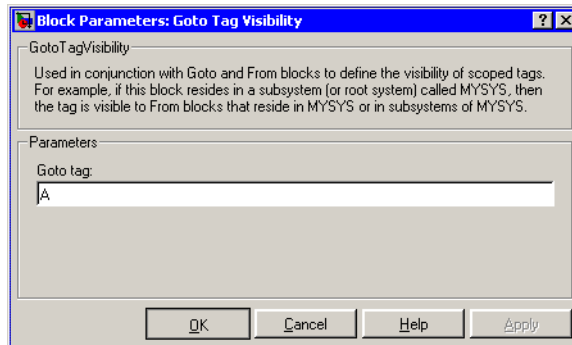 Block Parameters: Goto Tag Visibility
GotoTagVisibility
Used in conjunction with Goto and From blocks to define the visibility of scoped tags.
For example, if this block resides in a subsystem (or root system) called MYSYS, then
the tag is visible to From blocks that reside in MYSYS or in subsystems of MYSYS.
Parameters
Goto tag:
A
OK Cancel Help Apply